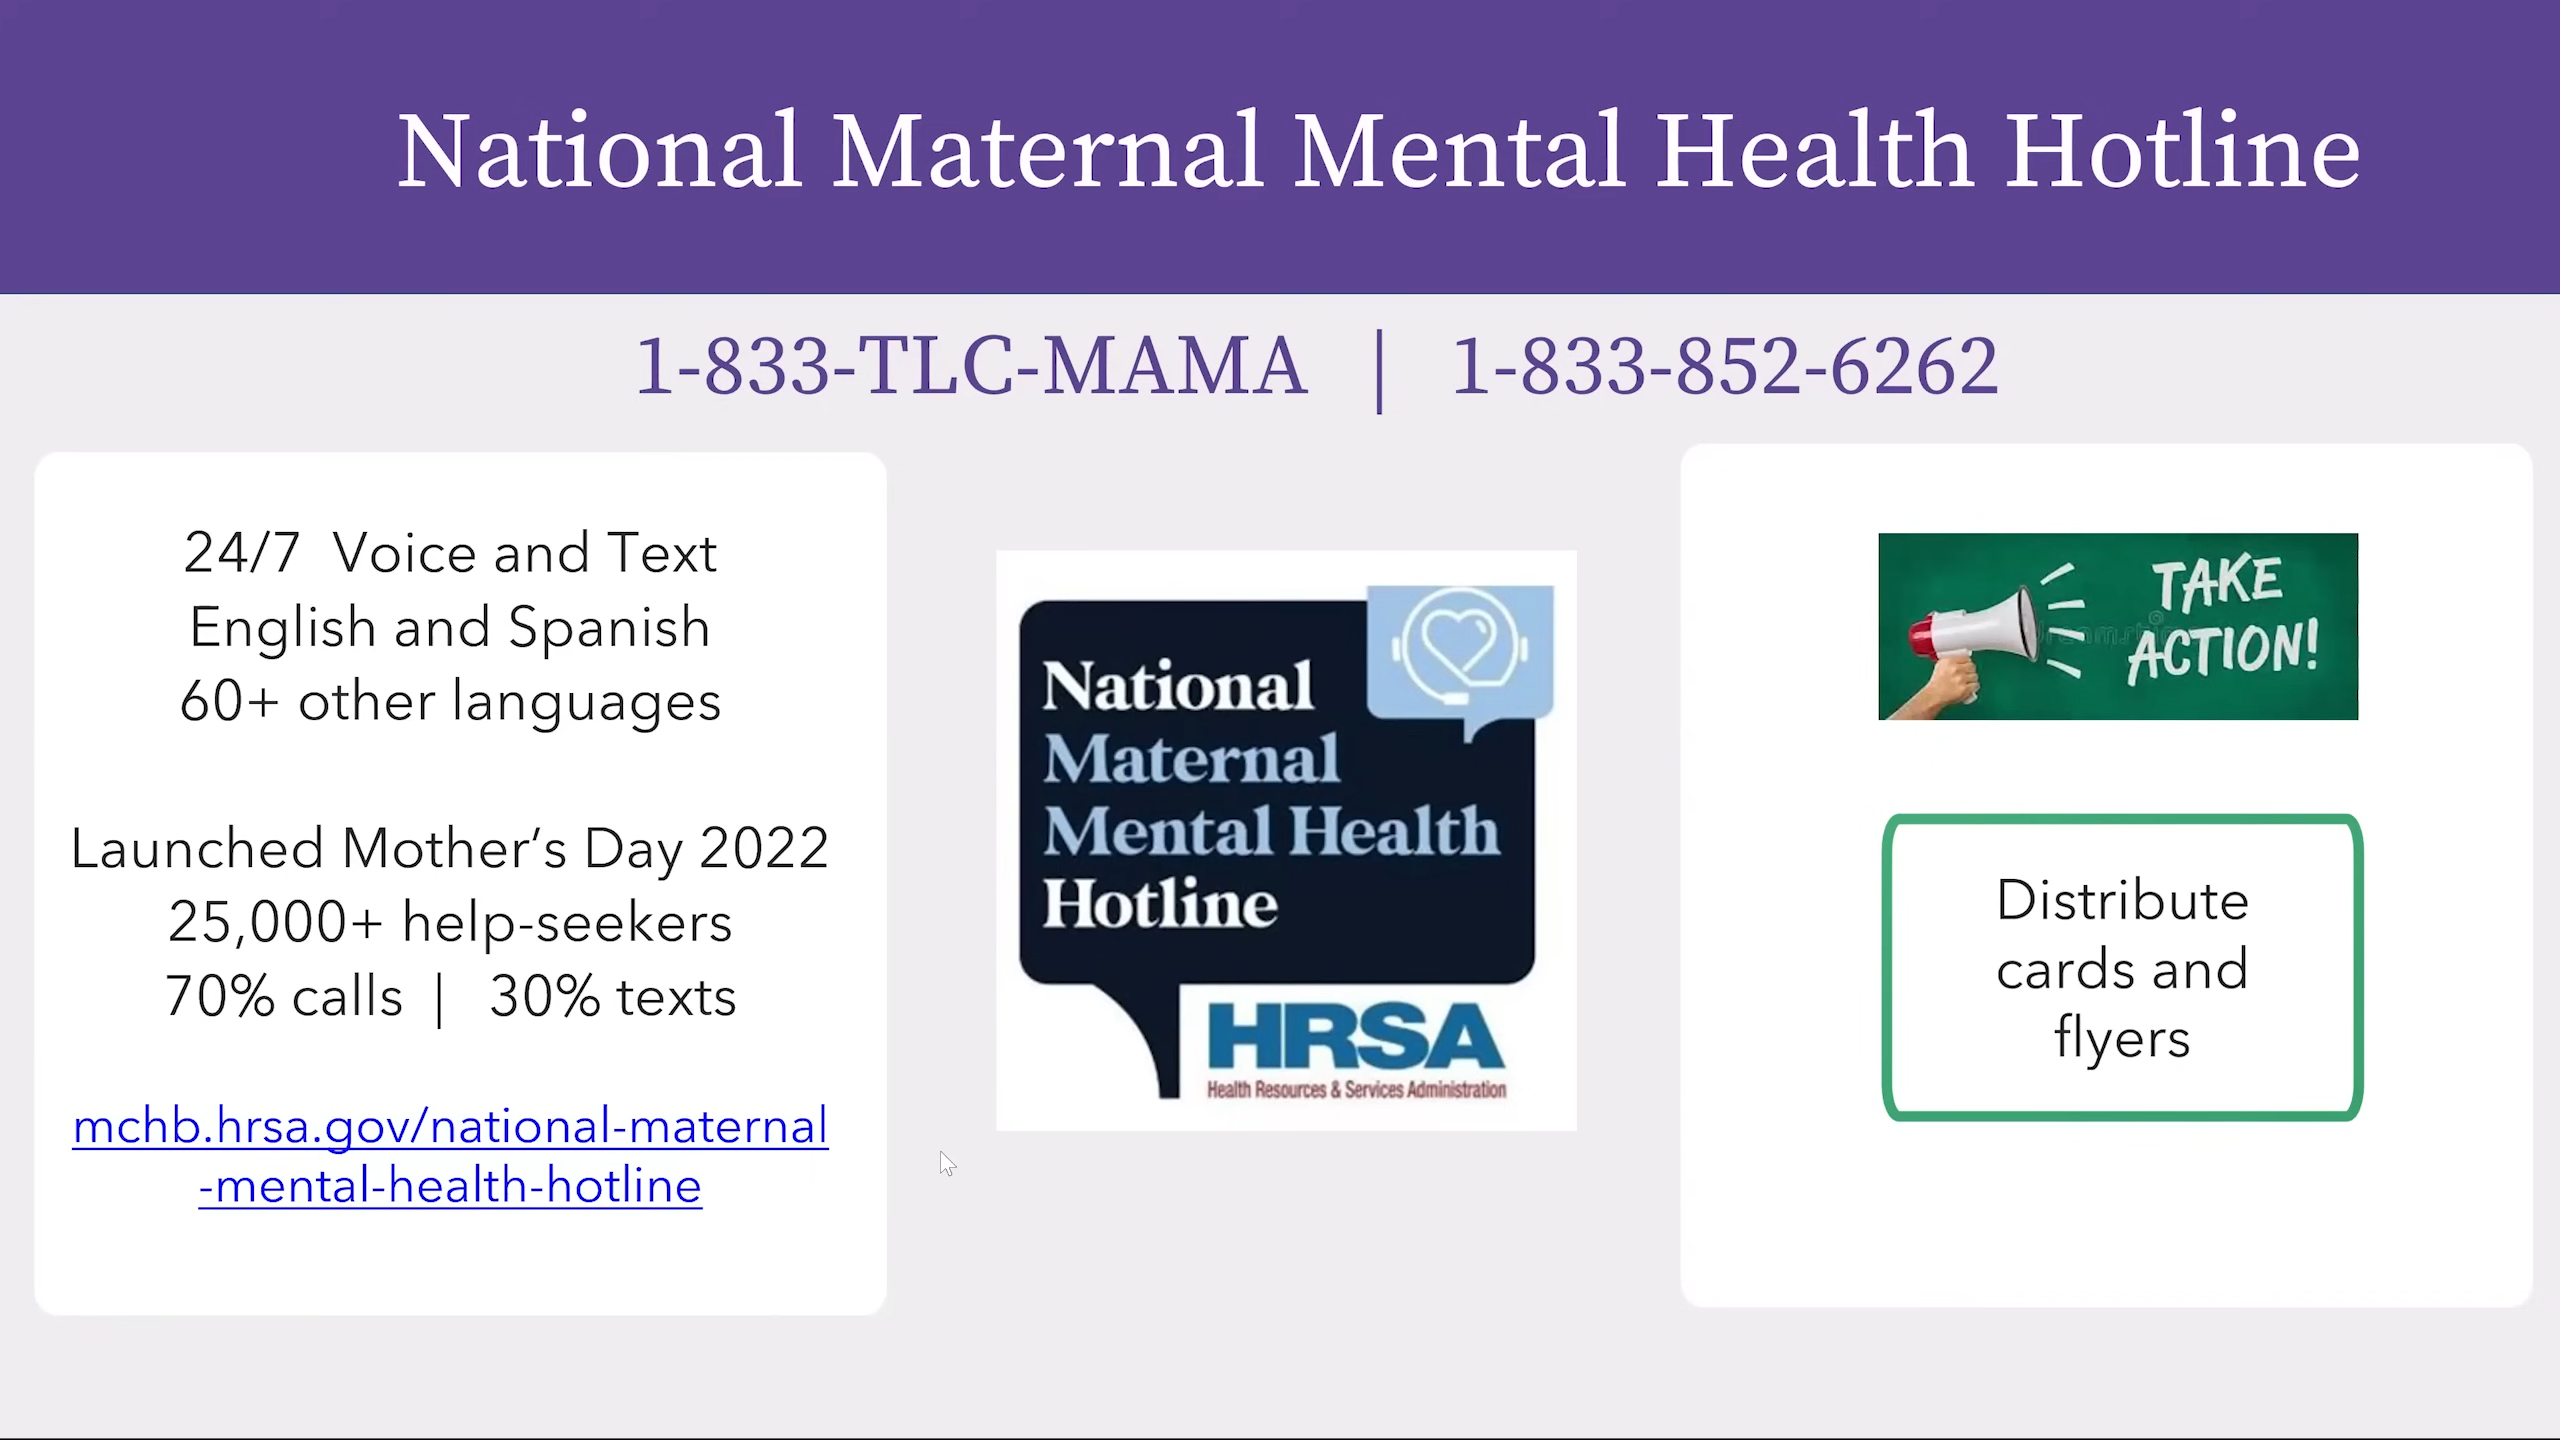 National Maternal Mental Health Hotline
1-833-TLC-MAMA | 1-833-852-6262
24/7 Voice and Text
English and Spanish
60+ other languages
Launched Mother’s Day 2022
25,000+ help-seekers
70% calls | 30% texts
mchb.hrsa.gov/national-maternal
-mental-health-hotline
National
Maternal
Mental Health
Hotline
HRSA
Health Resources & Services Administration
TAKE
ACTION!
Distribute
cards and
flyers